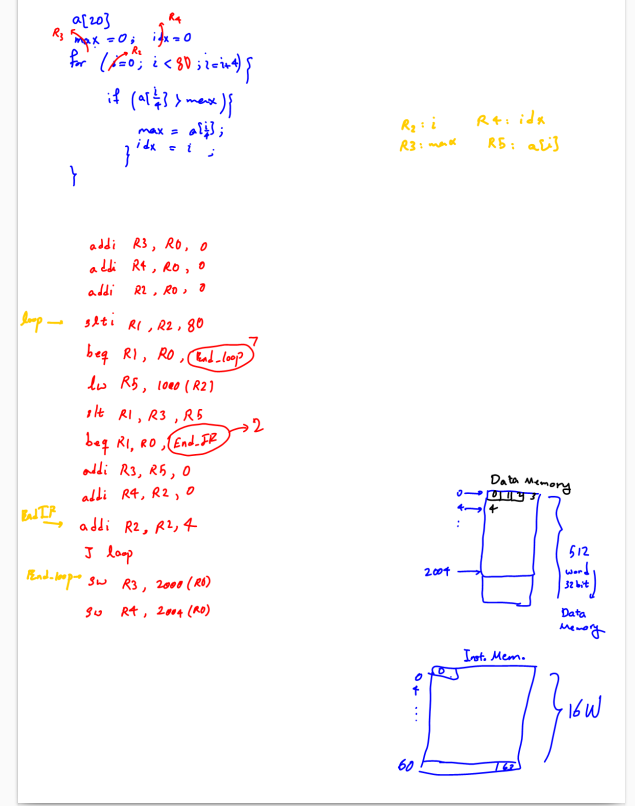 a[20]
R3 R4
max = 0; idx = 0
R2
for (i=0; i < 80; i=i+4) {
if (a[i/4] > max) {
max = a[i/4];
idx = i ;
}
}
R2: i R4: idx
R3: max R5: a[i]
addi R3, R0, 0
addi R4, R0, 0
addi R2, R0, 0
loop → slti R1, R2, 80
beq R1, R0, End_loop 7
lw R5, 1000(R2)
slt R1, R3, R5
beq R1, R0, End_If → 2
addi R3, R5, 0
addi R4, R2, 0
End IF → addi R2, R2, 4
J loop
End_loop → sw R3, 2000(R0)
sw R4, 2004(R0)
Data Memory
0 → 0 1 2 3
4 → 4
:
2004 →
512
word
32 bit
Data
Memory
Inst. Mem.
0 0
4
⋮
60 63
16W